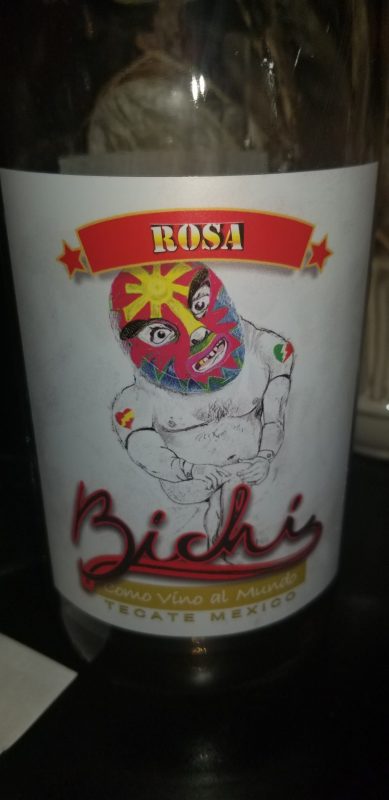 ROSA
Bichi
Como Vino al Mundo
TECATE MEXICO